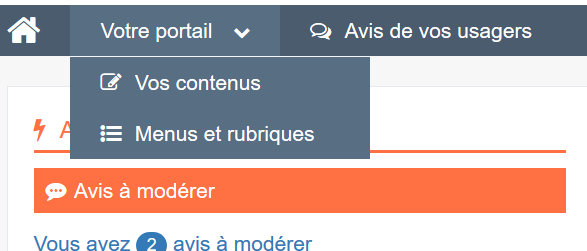 Votre portail
Avis de vos usagers
Vos contenus
Menus et rubriques
Avis à modérer
Vous avez 2 avis à modérer